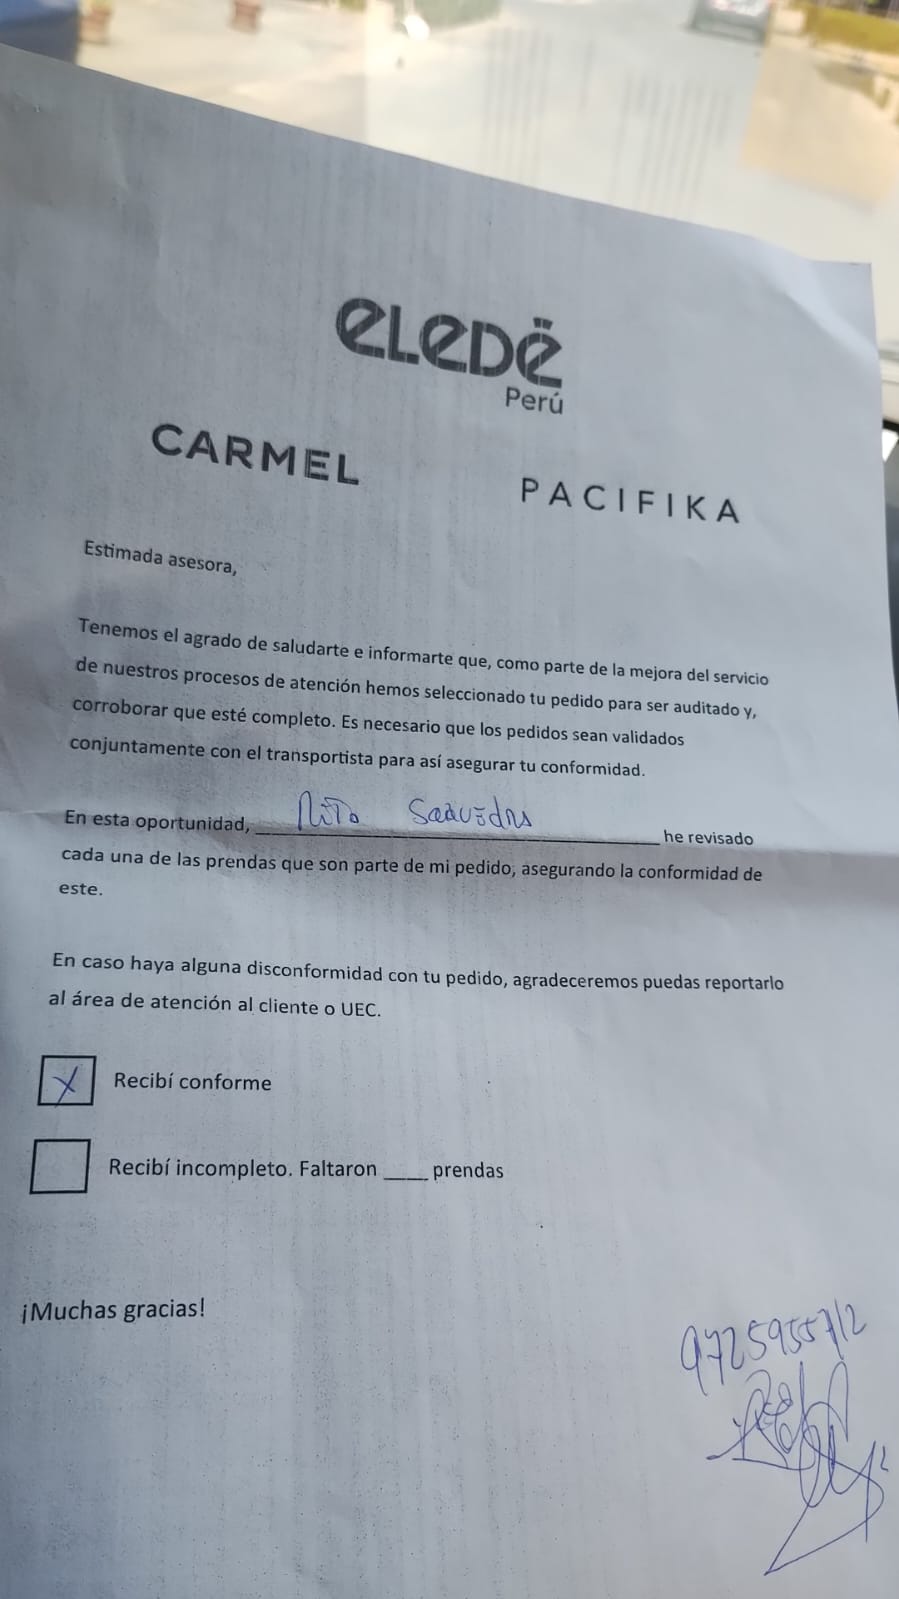 eLeDë
Perú
CARMEL
PACIFIKA
Estimada asesora,
Tenemos el agrado de saludarte e informarte que, como parte de la mejora del servicio
de nuestros procesos de atención hemos seleccionado tu pedido para ser auditado y,
corroborar que esté completo. Es necesario que los pedidos sean validados
conjuntamente con el transportista para así asegurar tu conformidad.
En esta oportunidad, Saavedra he revisado
cada una de las prendas que son parte de mi pedido, asegurando la conformidad de
este.
En caso haya alguna disconformidad con tu pedido, agradeceremos puedas reportarlo
al área de atención al cliente o UEC.
X Recibí conforme
Recibí incompleto. Faltaron ____ prendas
¡Muchas gracias!